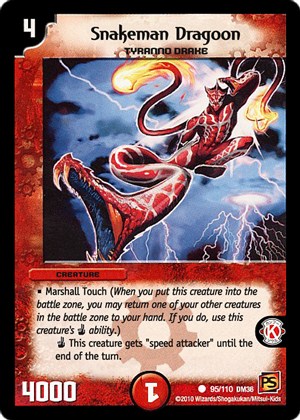 4
Snakeman Dragoon
TYRANNO DRAKE
CREATURE
▪ Marshall Touch (When you put this creature into the
battle zone, you may return one of your other creatures
in the battle zone to your hand. If you do, use this
creature's ability.)
This creature gets "speed attacker" until
the end of the turn.
K
4000
1
95/110 DM36
©2010 Wizards/Shogakukan/Mitsui-Kids
PS